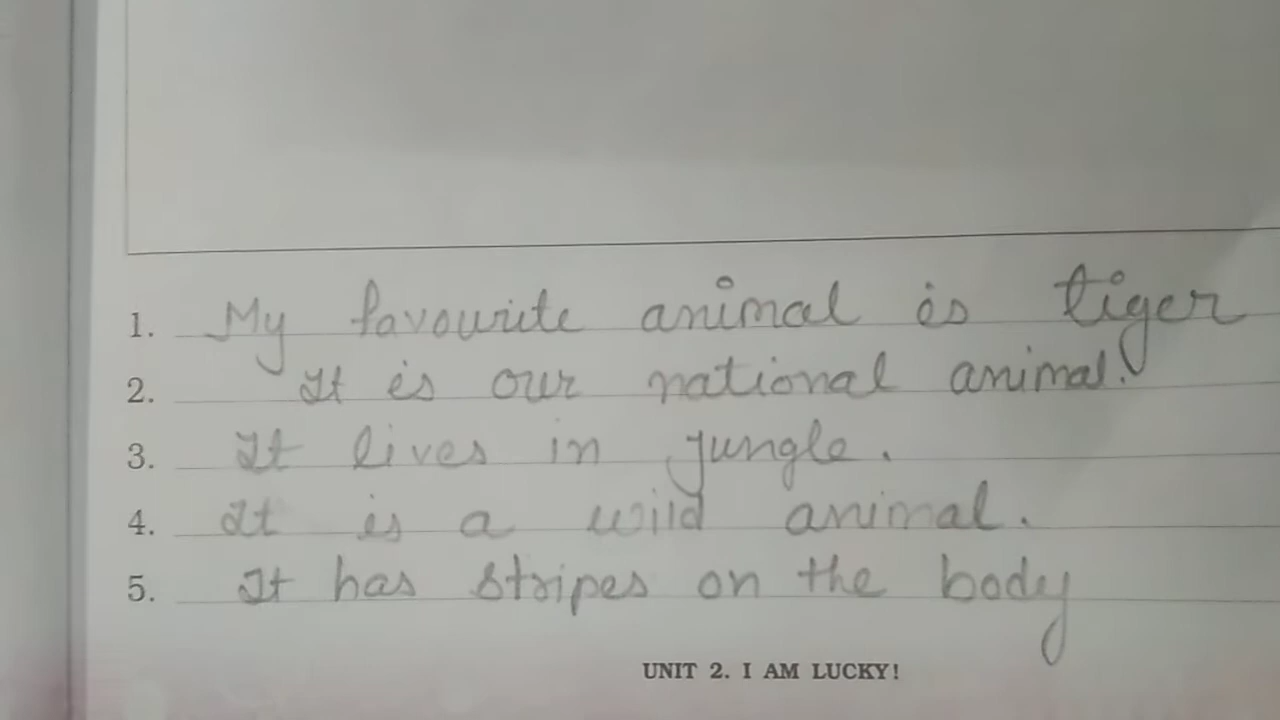 1. My favourite animal is tiger
2. It is our national animal.
3. It lives in jungle.
4. It is a wild animal.
5. It has stripes on the body
UNIT 2. I AM LUCKY!